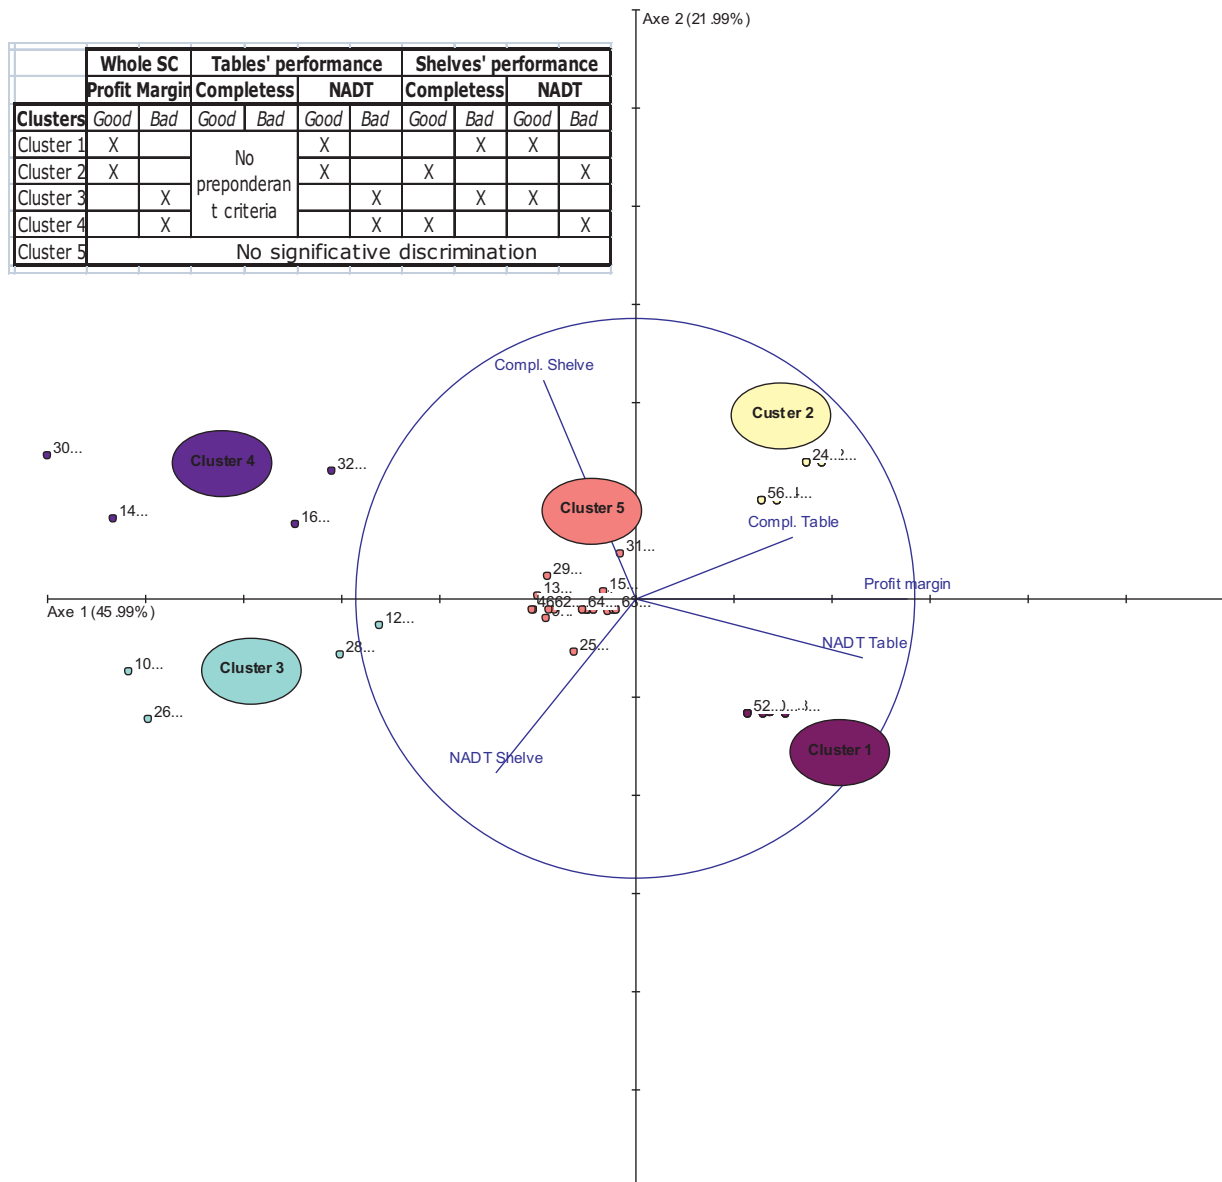 Axe 2 (21.99%)
Whole SC Tables' performance Shelves' performance
Profit Margin Completess NADT Completess NADT
Clusters Good Bad Good Bad Good Bad Good Bad Good Bad
Cluster 1 X X X X
Cluster 2 X X X X
Cluster 3 X X X X
Cluster 4 X X X X
No
preponderan
t criteria
Cluster 5 No significative discrimination
Compl. Shelve
Custer 2
Cluster 4
30...
32...
24...
14...
16...
56...
Cluster 5
Compl. Table
31...
29...
15...
13...
Profit margin
Axe 1 (45.99%)
62...
64...
63...
12...
NADT Table
25...
28...
10...
Cluster 3
26...
52...
Cluster 1
NADT Shelve